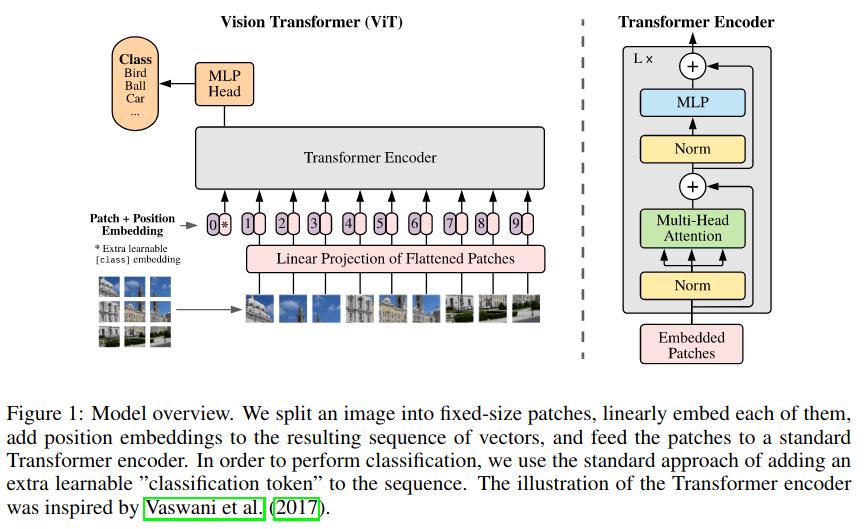 Vision Transformer (ViT)
Class
Bird
Ball
Car
...
MLP
Head
Transformer Encoder
Patch + Position
Embedding
0 * 1 2 3 4 5 6 7 8 9
* Extra learnable
[class] embedding
Linear Projection of Flattened Patches
Transformer Encoder
L x
+
MLP
Norm
+
Multi-Head
Attention
Norm
Embedded
Patches
Figure 1: Model overview. We split an image into fixed-size patches, linearly embed each of them,
add position embeddings to the resulting sequence of vectors, and feed the patches to a standard
Transformer encoder. In order to perform classification, we use the standard approach of adding an
extra learnable ”classification token” to the sequence. The illustration of the Transformer encoder
was inspired by Vaswani et al. (2017).